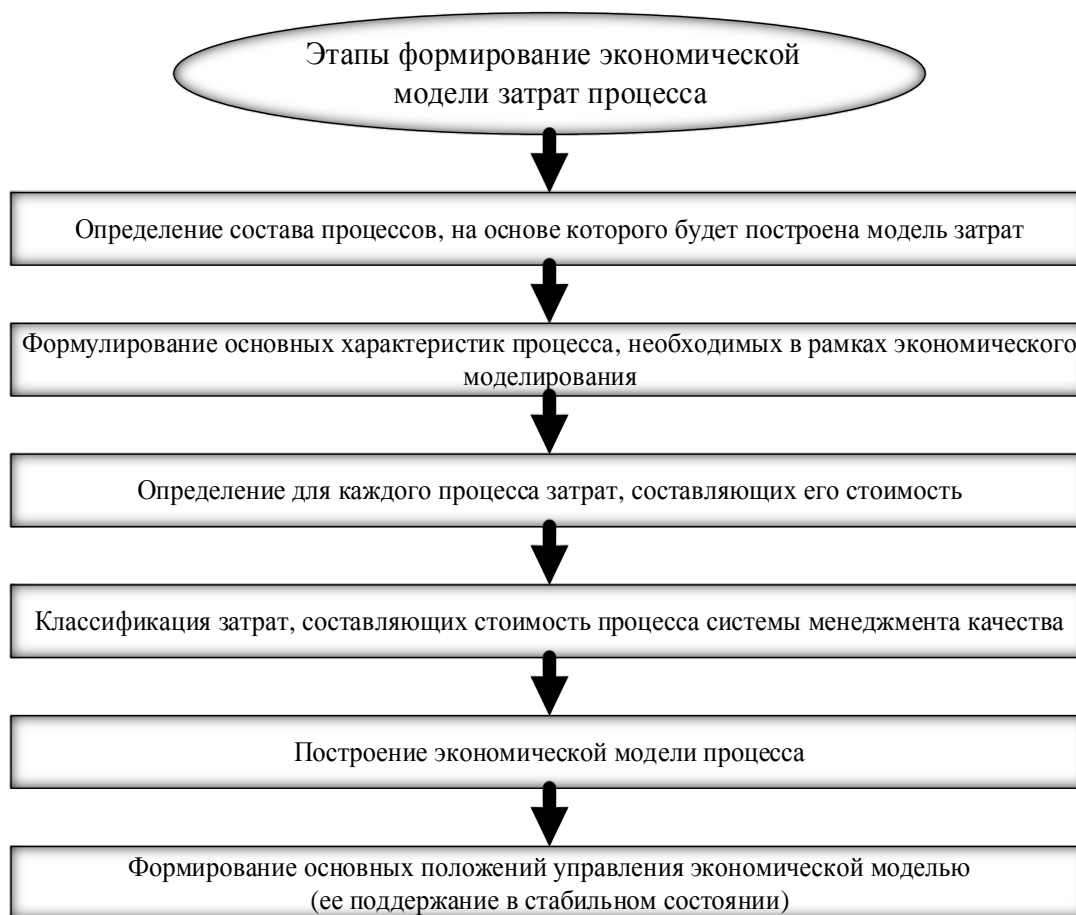 Этапы формирование экономической
модели затрат процесса
Определение состава процессов, на основе которого будет построена модель затрат
Формулирование основных характеристик процесса, необходимых в рамках экономического
моделирования
Определение для каждого процесса затрат, составляющих его стоимость
Классификация затрат, составляющих стоимость процесса системы менеджмента качества
Построение экономической модели процесса
Формирование основных положений управления экономической моделью
(ее поддержание в стабильном состоянии)